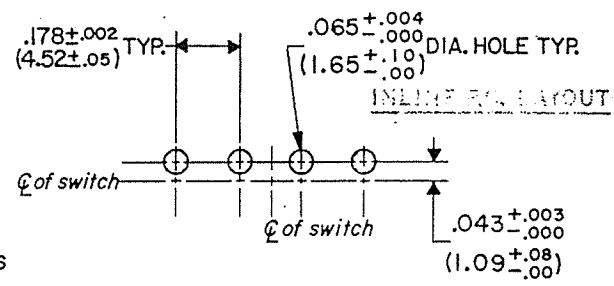 .178±.002 TYP.
(4.52±.05)
.065 +.004 -.000 DIA. HOLE TYP.
(1.65 +.10 -.00)
INLINE P.C. LAYOUT
℄ of switch
℄ of switch
.043 +.003 -.000
(1.09 +.08 -.00)
s